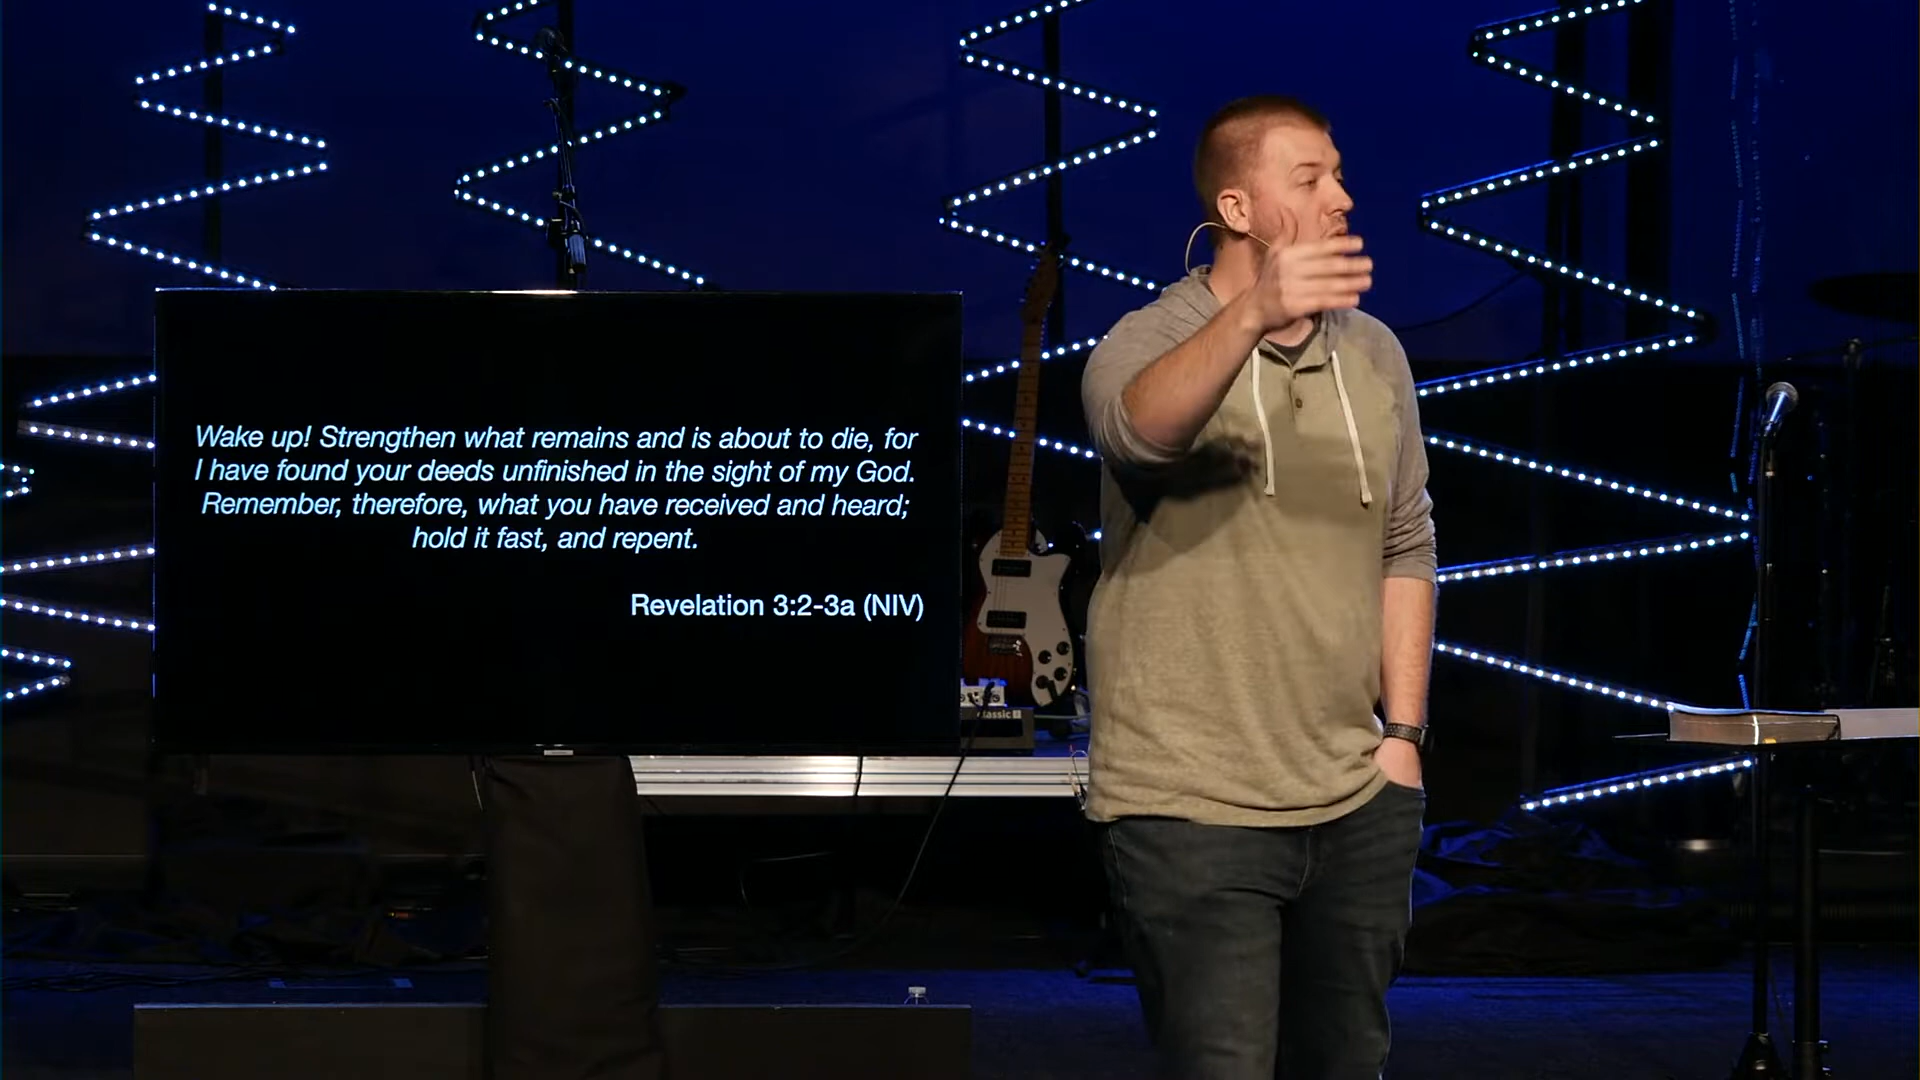 Wake up! Strengthen what remains and is about to die, for
I have found your deeds unfinished in the sight of my God.
Remember, therefore, what you have received and heard;
hold it fast, and repent.
Revelation 3:2-3a (NIV)